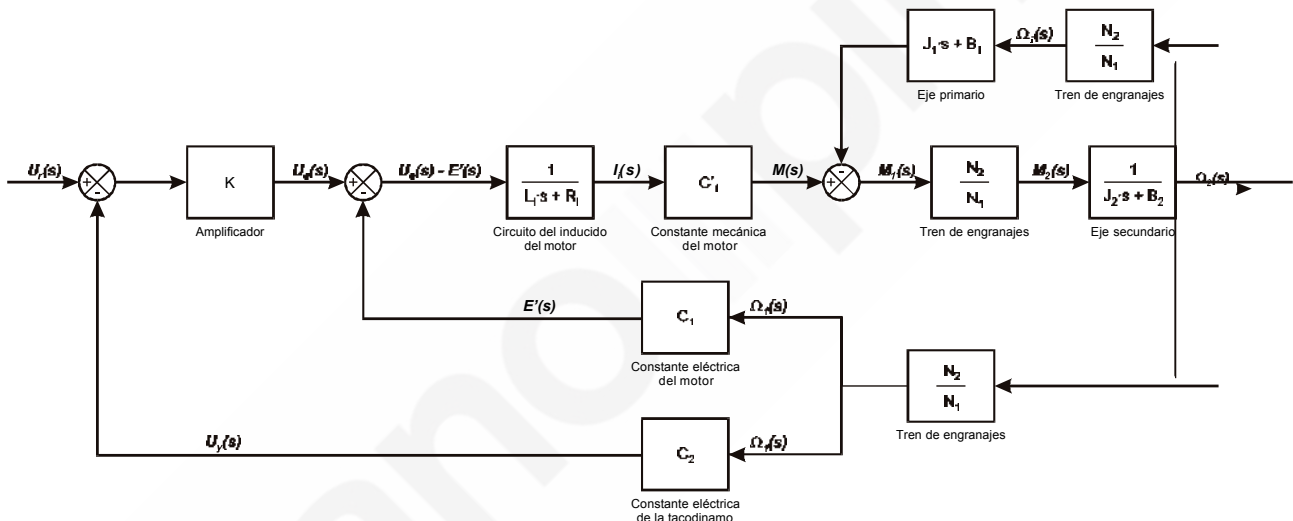 N₂
N₁
Tren de engranajes
Ω₁(s)
J₁·s + B₁
Eje primario
-
Uᵣ(s)
+
-
K
Amplificador
Uₑ(s)
+
-
Uₑ(s) - E'(s)
1
L₁·s + R₁
Circuito del inducido
del motor
Iᵢ(s)
C'₁
Constante mecánica
del motor
M(s)
+
M₁(s)
N₂
N₁
Tren de engranajes
M₂(s)
1
J₂·s + B₂
Eje secundario
Ω₂(s)
E'(s)
C₁
Constante eléctrica
del motor
Ω₁(s)
N₂
N₁
Tren de engranajes
U_y(s)
C₂
Constante eléctrica
de la tacodinamo
Ω₁(s)